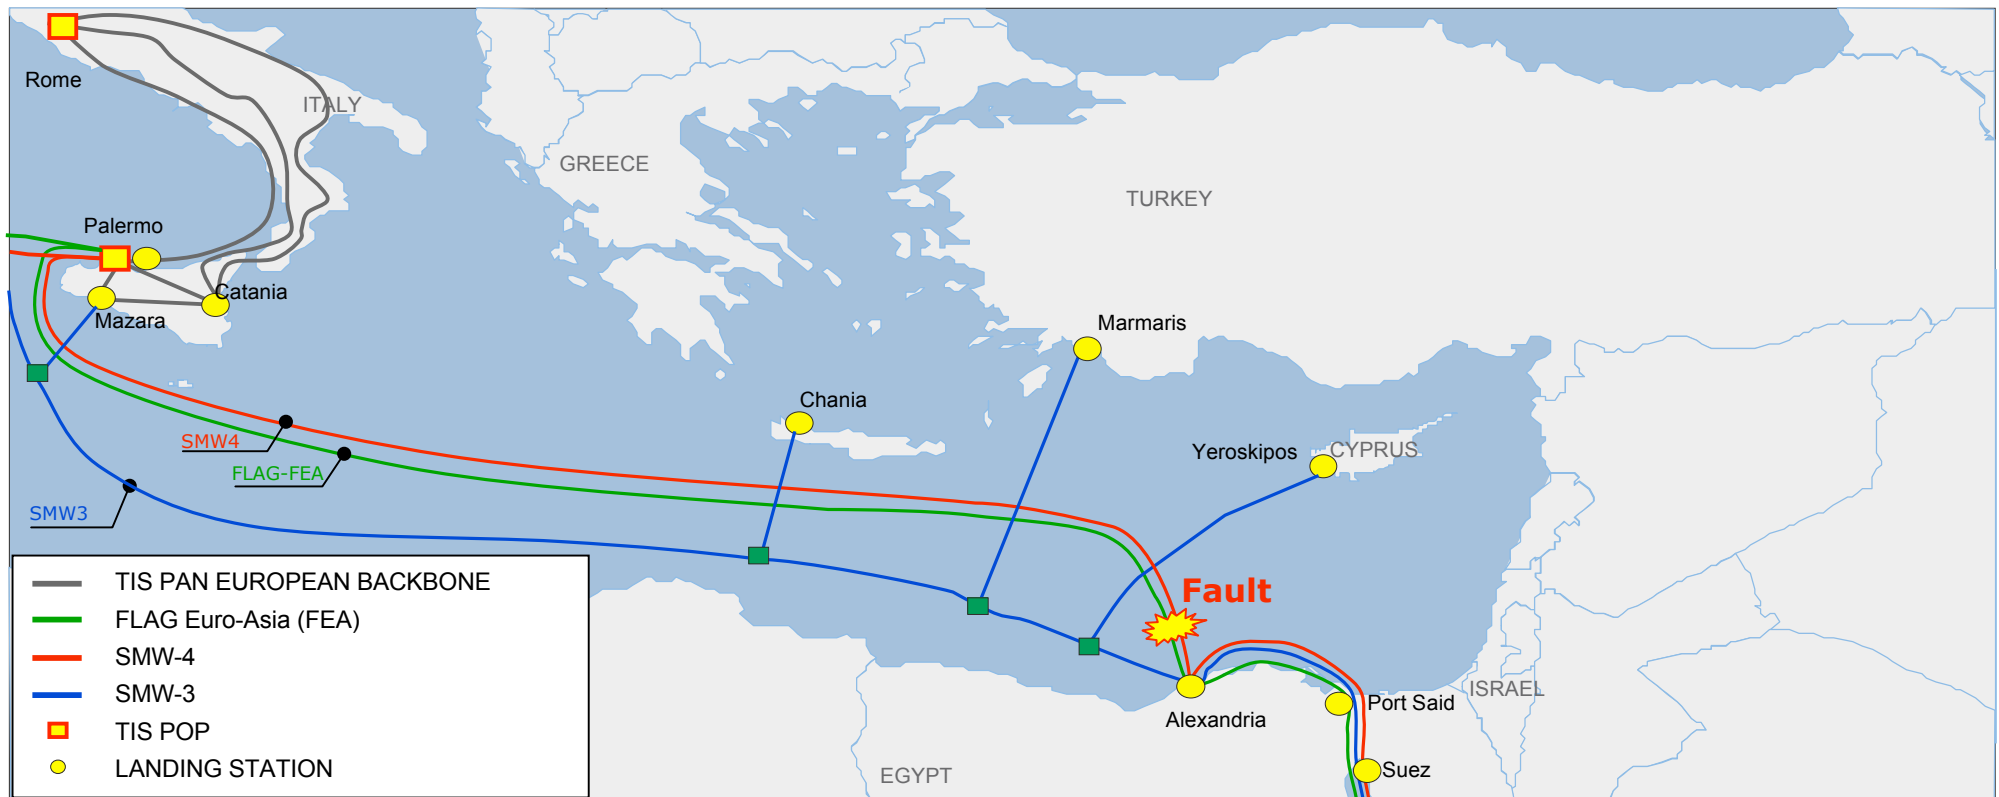 Rome
ITALY
GREECE
TURKEY
Palermo
Catania
Mazara
Marmaris
Chania
SMW4
Yeroskipos
CYPRUS
FLAG-FEA
SMW3
Fault
TIS PAN EUROPEAN BACKBONE
FLAG Euro-Asia (FEA)
SMW-4
SMW-3
TIS POP
LANDING STATION
ISRAEL
Port Said
Alexandria
EGYPT
Suez